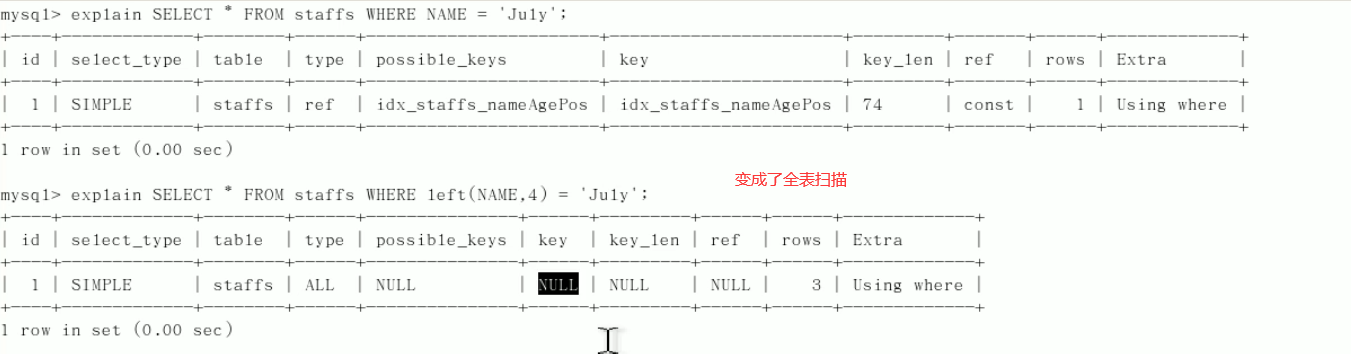 mysql> explain SELECT * FROM staffs WHERE NAME = 'July';
+----+-------------+--------+------+-----------------------+-----------------------+---------+-------+------+-------------+
| id | select_type | table | type | possible_keys | key | key_len | ref | rows | Extra |
+----+-------------+--------+------+-----------------------+-----------------------+---------+-------+------+-------------+
| 1 | SIMPLE | staffs | ref | idx_staffs_nameAgePos | idx_staffs_nameAgePos | 74 | const | 1 | Using where |
+----+-------------+--------+------+-----------------------+-----------------------+---------+-------+------+-------------+
1 row in set (0.00 sec)
变成了全表扫描
mysql> explain SELECT * FROM staffs WHERE left(NAME,4) = 'July';
+----+-------------+--------+------+---------------+------+---------+------+------+-------------+
| id | select_type | table | type | possible_keys | key | key_len | ref | rows | Extra |
+----+-------------+--------+------+---------------+------+---------+------+------+-------------+
| 1 | SIMPLE | staffs | ALL | NULL | NULL | NULL | NULL | 3 | Using where |
+----+-------------+--------+------+---------------+------+---------+------+------+-------------+
1 row in set (0.00 sec)